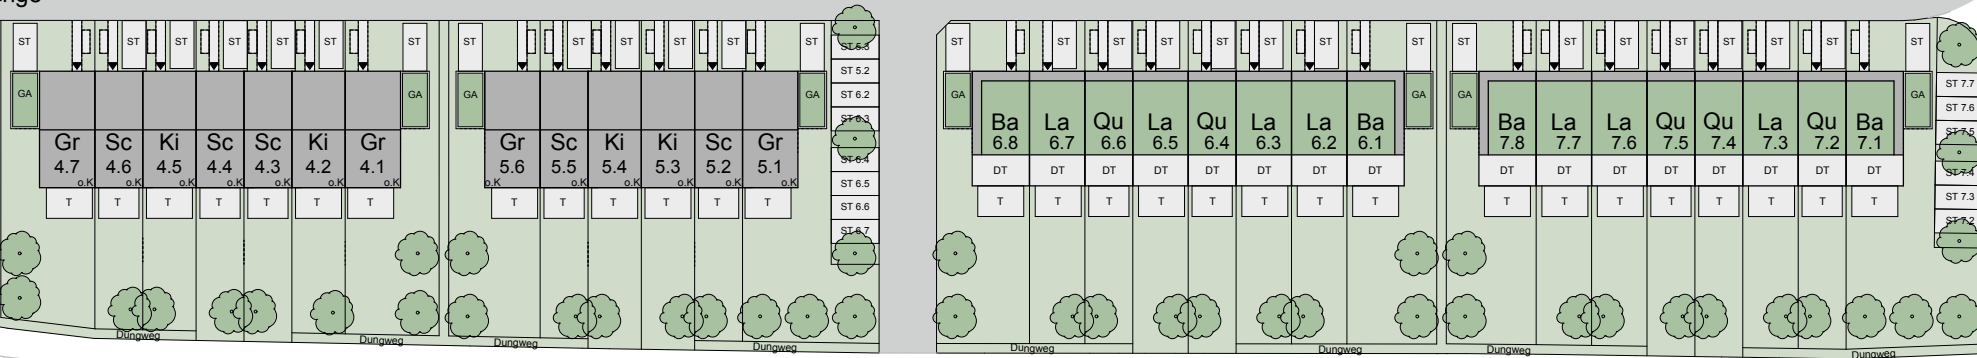 ST ST ST ST ST ST ST ST
ST ST ST ST ST ST ST ST 5.3
ST ST ST ST ST ST ST ST ST
ST ST ST ST ST ST ST ST ST
ST 5.2
ST 6.2
ST 6.3
ST 6.4
ST 6.5
ST 6.6
ST 6.7
ST 7.7
ST 7.6
ST 7.5
ST 7.4
ST 7.3
ST 7.2
GA GA GA GA GA GA GA GA
Gr Sc Ki Sc Sc Ki Gr
4.7 4.6 4.5 4.4 4.3 4.2 4.1
o.K o.K o.K o.K o.K o.K o.K
T T T T T T T
Gr Sc Ki Ki Sc Gr
5.6 5.5 5.4 5.3 5.2 5.1
o.K o.K o.K o.K o.K o.K
T T T T T T
Ba La Qu La Qu La La Ba
6.8 6.7 6.6 6.5 6.4 6.3 6.2 6.1
DT DT DT DT DT DT DT DT
T T T T T T T T
Ba La La Qu Qu La Qu Ba
7.8 7.7 7.6 7.5 7.4 7.3 7.2 7.1
DT DT DT DT DT DT DT DT
T T T T T T T T
Dungweg Dungweg Dungweg Dungweg Dungweg Dungweg Dungweg Dungweg